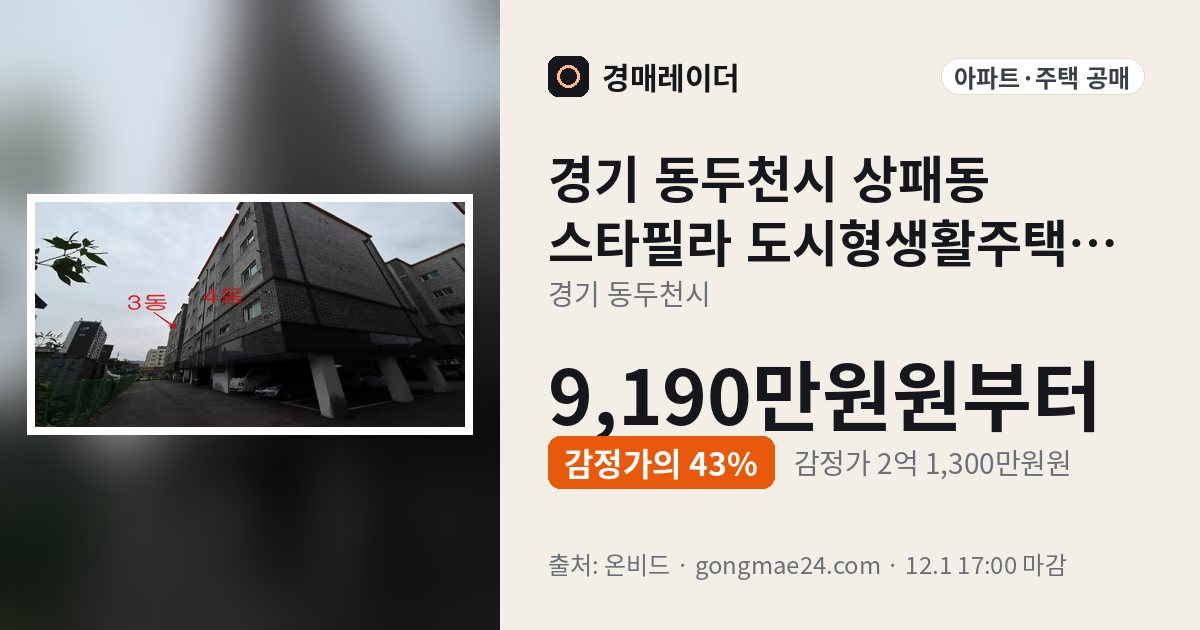 경매레이더
아파트·주택 공매
경기 동두천시 상패동
스타필라 도시형생활주택…
경기 동두천시
9,190만원원부터
감정가의 43% 감정가 2억 1,300만원원
출처: 온비드 · gongmae24.com · 12.1 17:00 마감
3동 4동